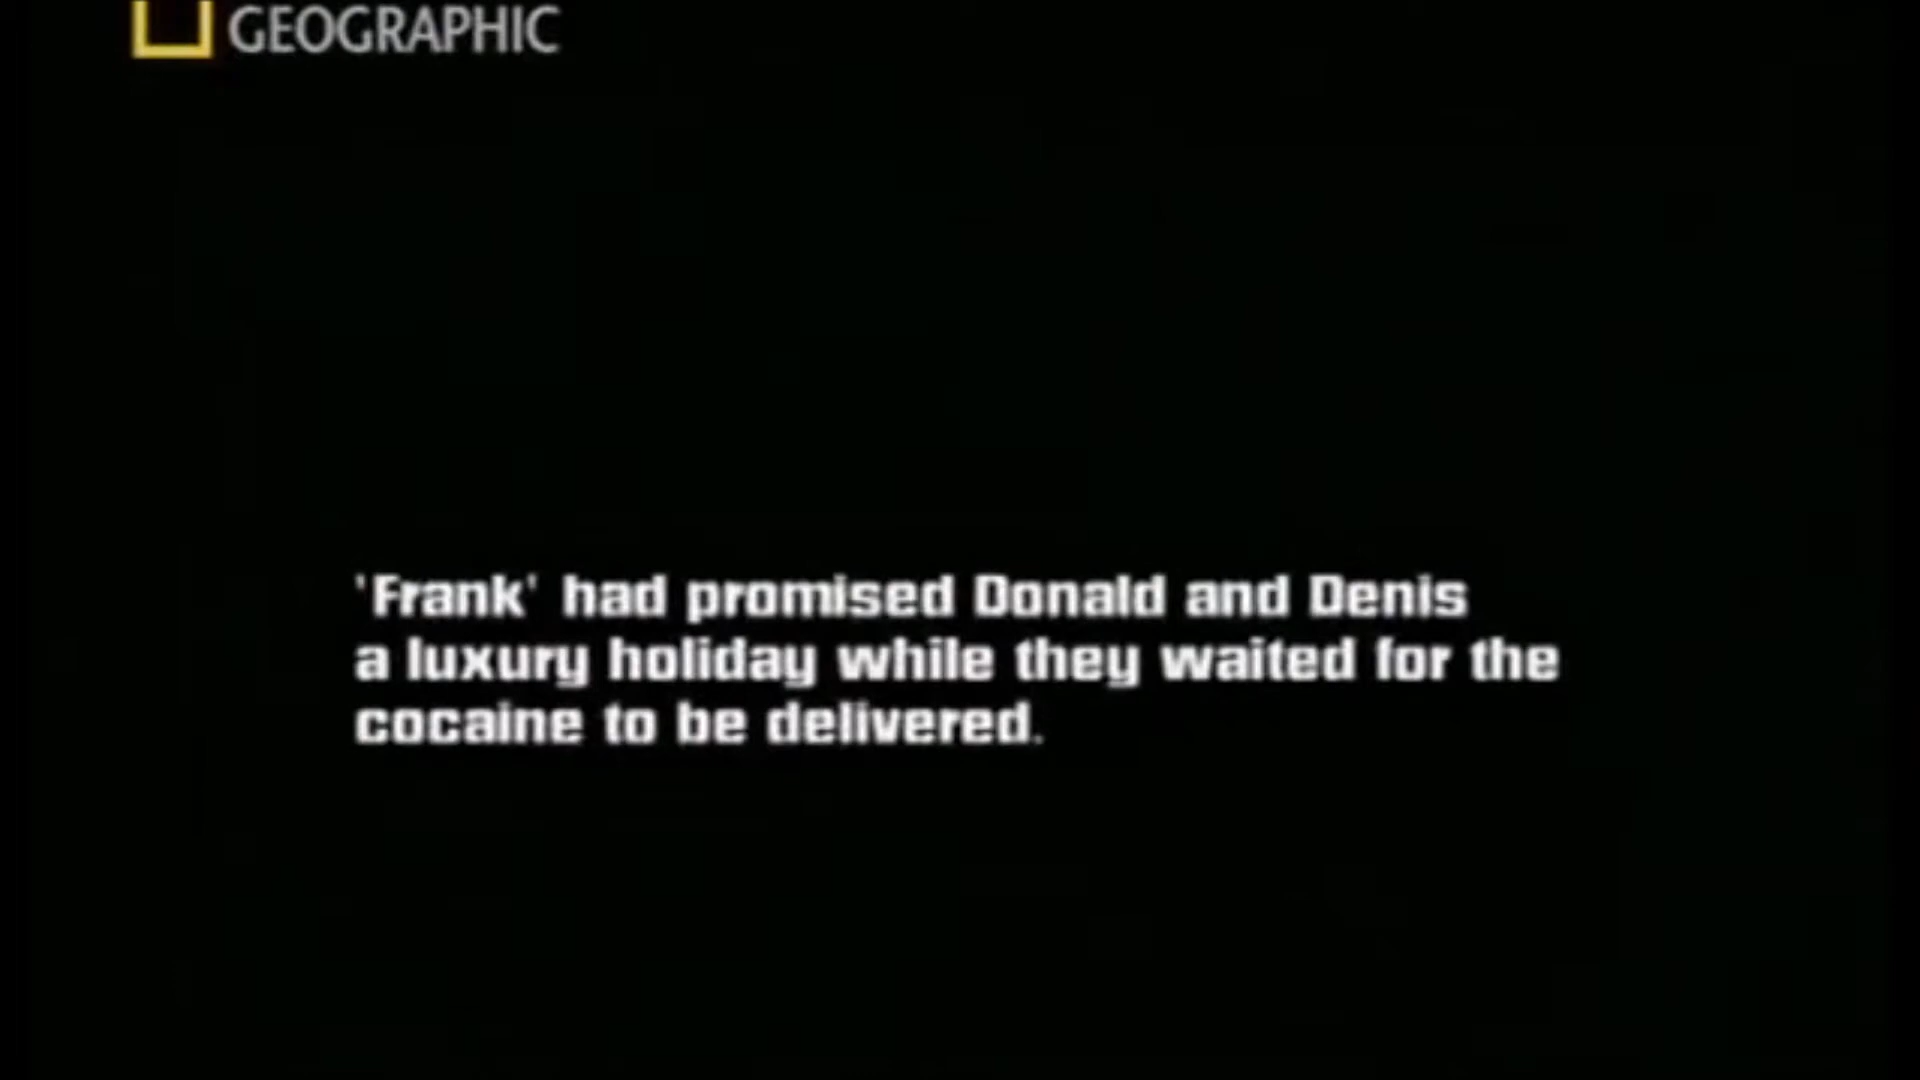 GEOGRAPHIC
'Frank' had promised Donald and Denis
a luxury holiday while they waited for the
cocaine to be delivered.